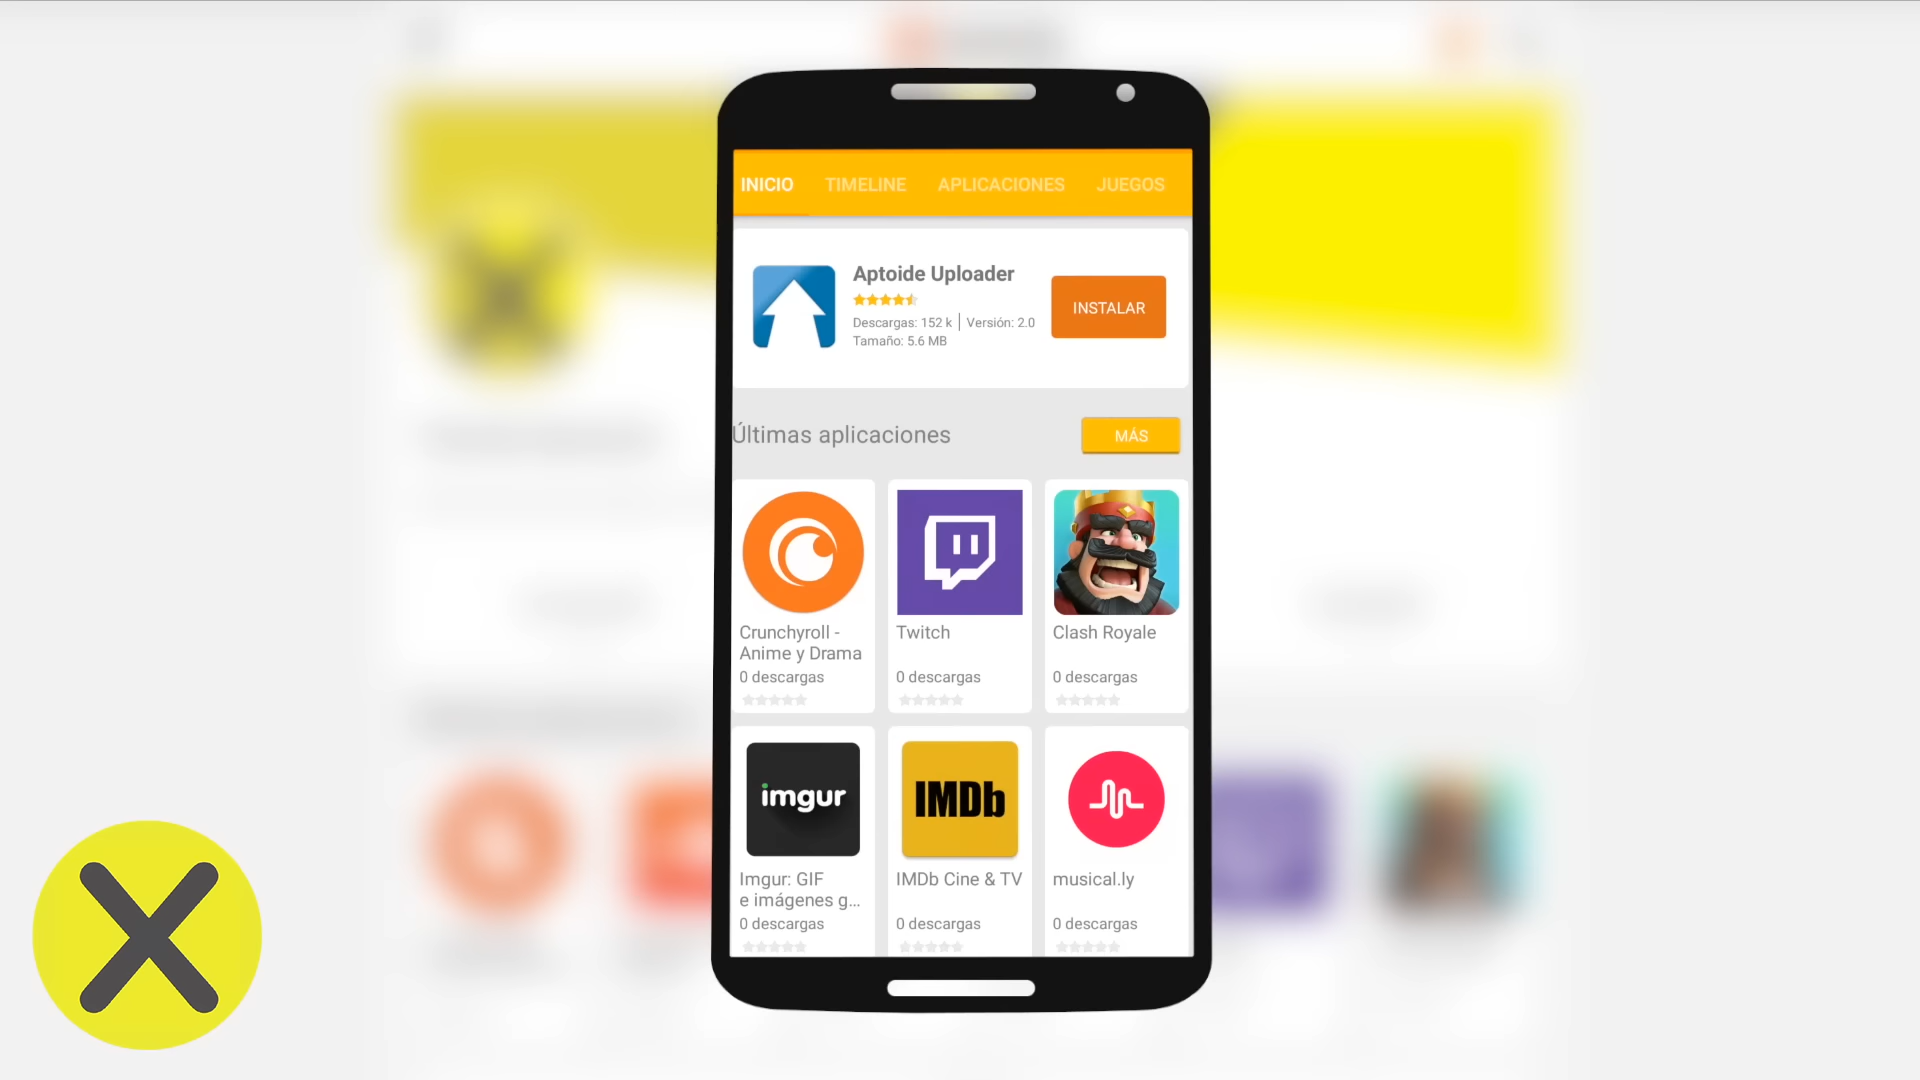 INICIO TIMELINE APLICACIONES JUEGOS
Aptoide Uploader
Descargas: 152 k Versión: 2.0
Tamaño: 5.6 MB
INSTALAR
Últimas aplicaciones MÁS
Crunchyroll -
Anime y Drama
0 descargas
Twitch
0 descargas
Clash Royale
0 descargas
imgur
Imgur: GIF
e imágenes g...
0 descargas
IMDb
IMDb Cine & TV
0 descargas
musical.ly
0 descargas
X